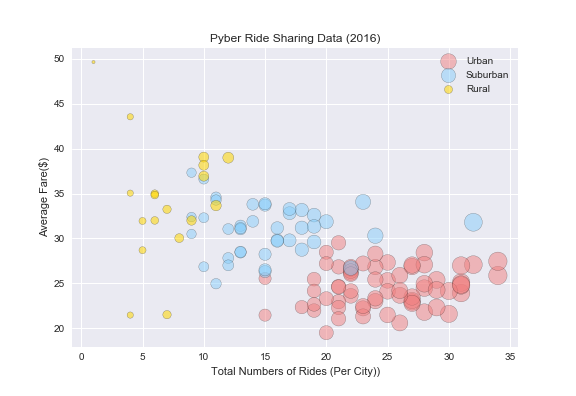 Pyber Ride Sharing Data (2016)
Urban
Suburban
Rural
Average Fare($)
50
45
40
35
30
25
20
0
5
10
15
20
25
30
35
Total Numbers of Rides (Per City))